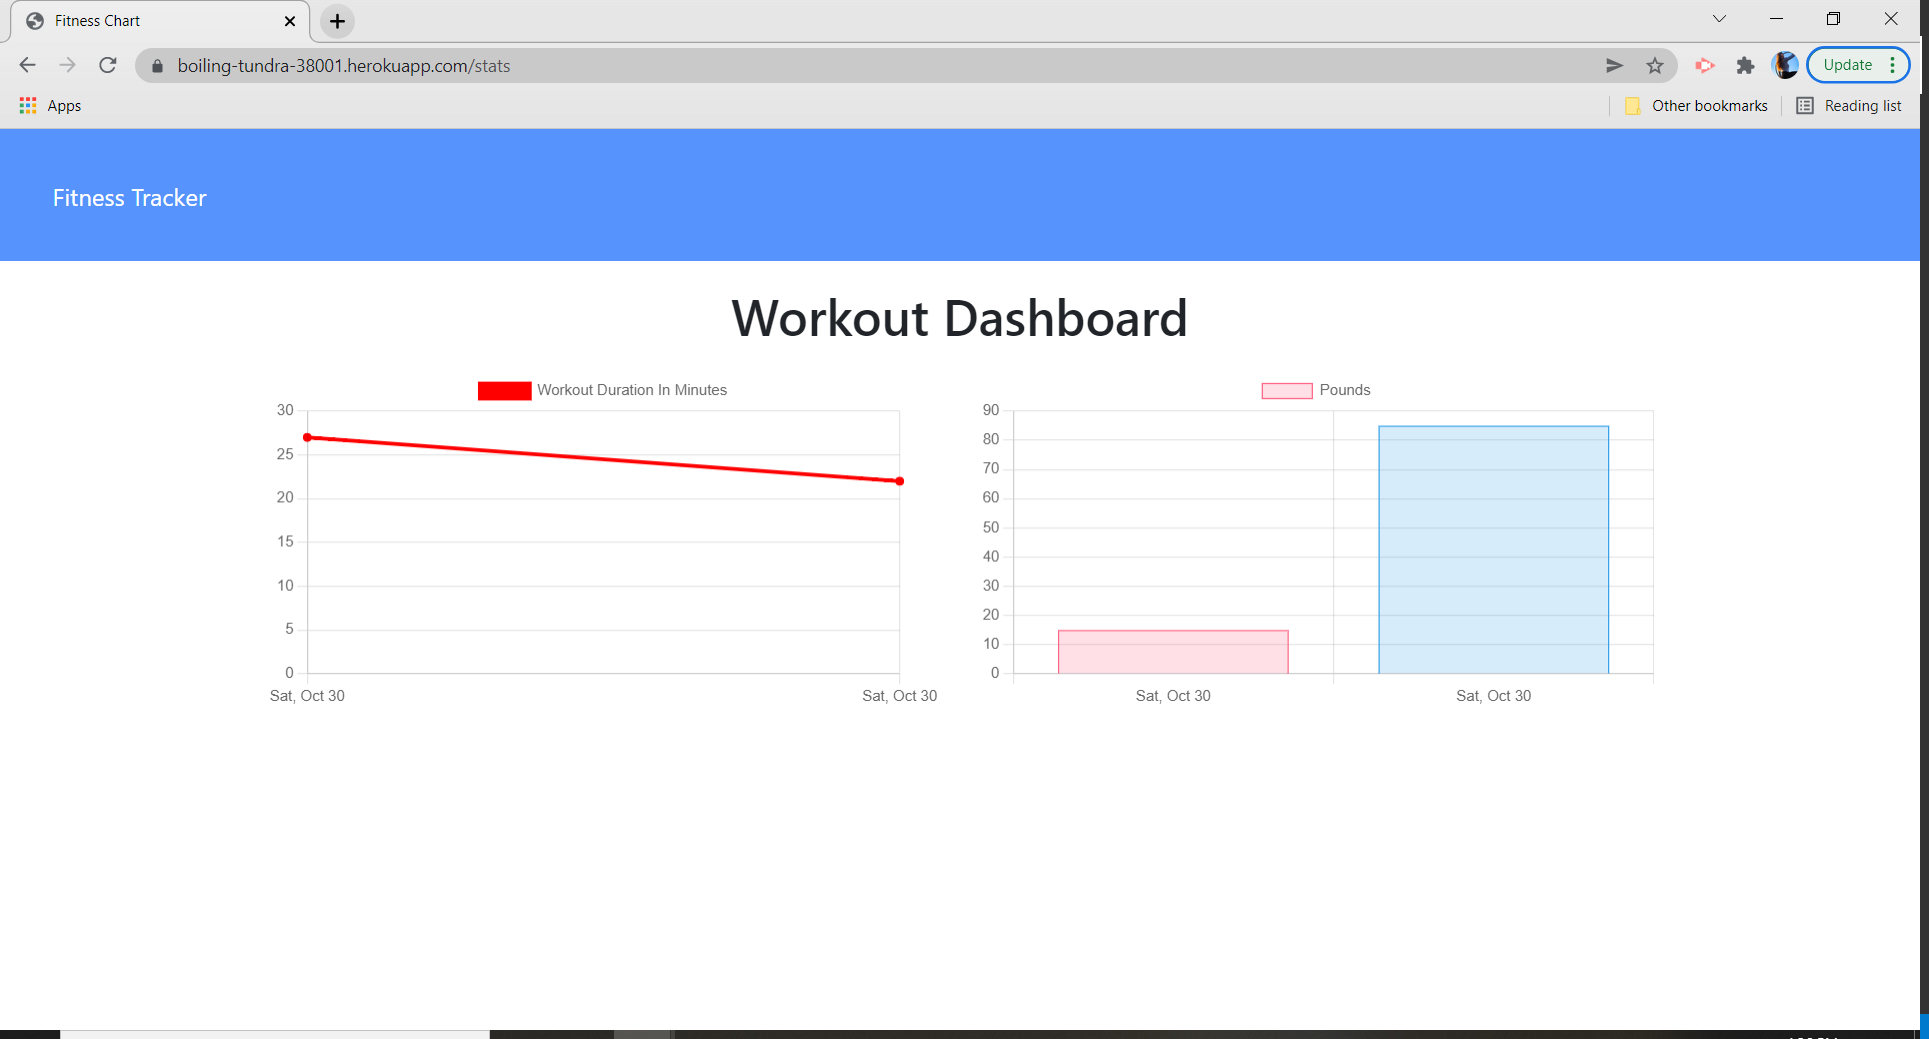 Fitness Chart
boiling-tundra-38001.herokuapp.com/stats
Update
Apps
Other bookmarks
Reading list
Fitness Tracker
Workout Dashboard
Workout Duration In Minutes
30
25
20
15
10
5
0
Sat, Oct 30
Sat, Oct 30
Pounds
90
80
70
60
50
40
30
20
10
0
Sat, Oct 30
Sat, Oct 30